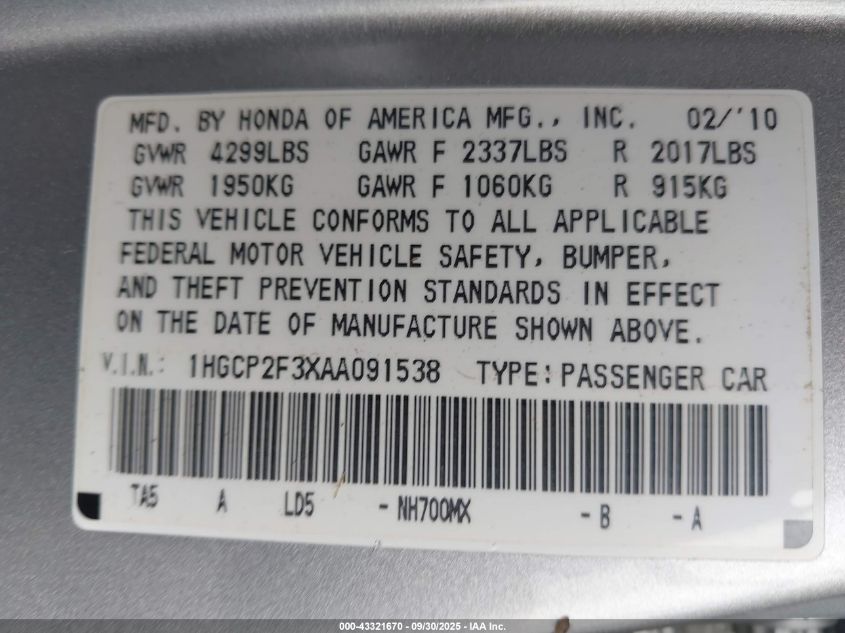 MFD. BY HONDA OF AMERICA MFG., INC. 02/'10
GVWR 4299LBS GAWR F 2337LBS R 2017LBS
GVWR 1950KG GAWR F 1060KG R 915KG
THIS VEHICLE CONFORMS TO ALL APPLICABLE
FEDERAL MOTOR VEHICLE SAFETY, BUMPER,
AND THEFT PREVENTION STANDARDS IN EFFECT
ON THE DATE OF MANUFACTURE SHOWN ABOVE.
V.I.N.: 1HGCP2F3XAA091538 TYPE: PASSENGER CAR
TA5 A LD5 - NH700MX - B - A
000-43321670 - 09/30/2025 - IAA Inc.